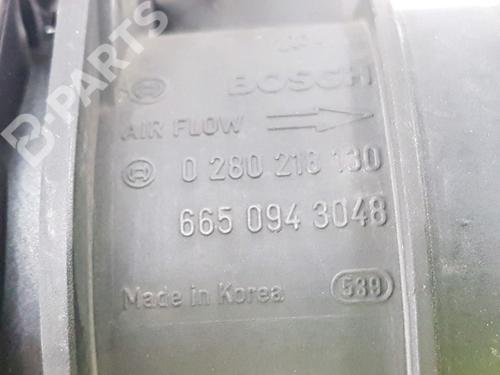 B-PARTS
BOSCH
AIR FLOW
0 280 218 130
665 094 3048
Made in Korea 539